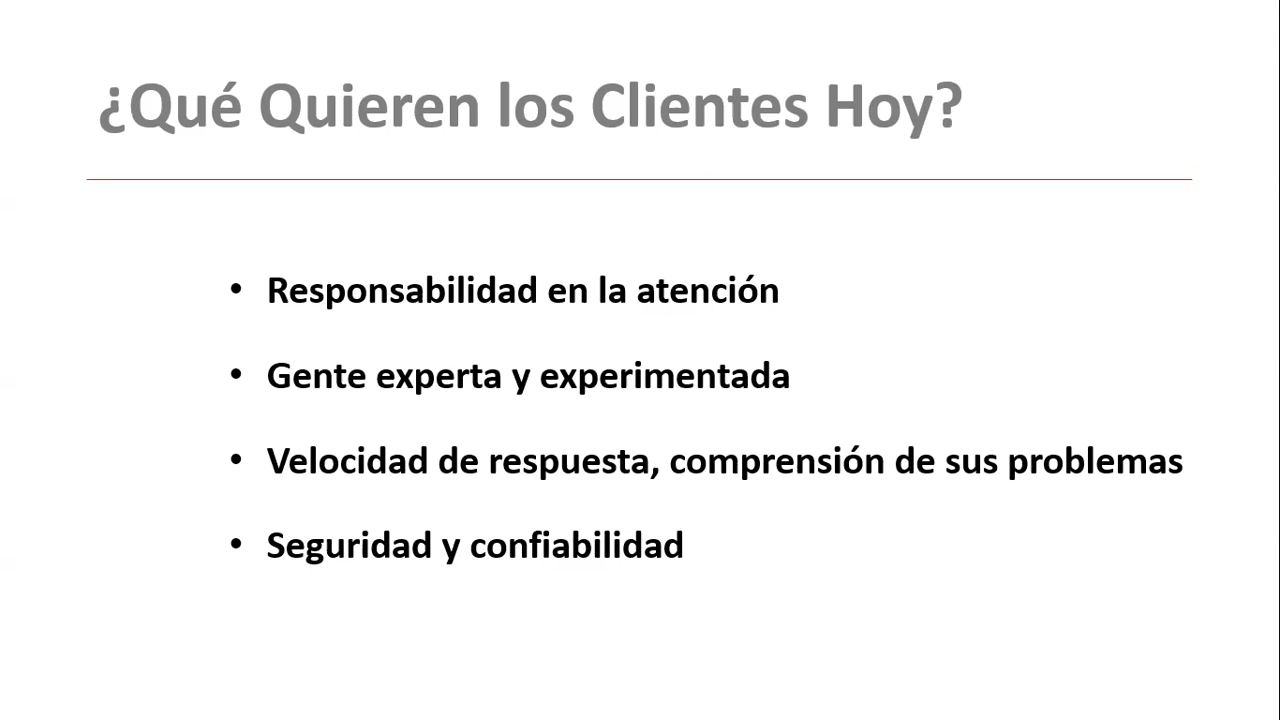 ¿Qué Quieren los Clientes Hoy?
• Responsabilidad en la atención
• Gente experta y experimentada
• Velocidad de respuesta, comprensión de sus problemas
• Seguridad y confiabilidad